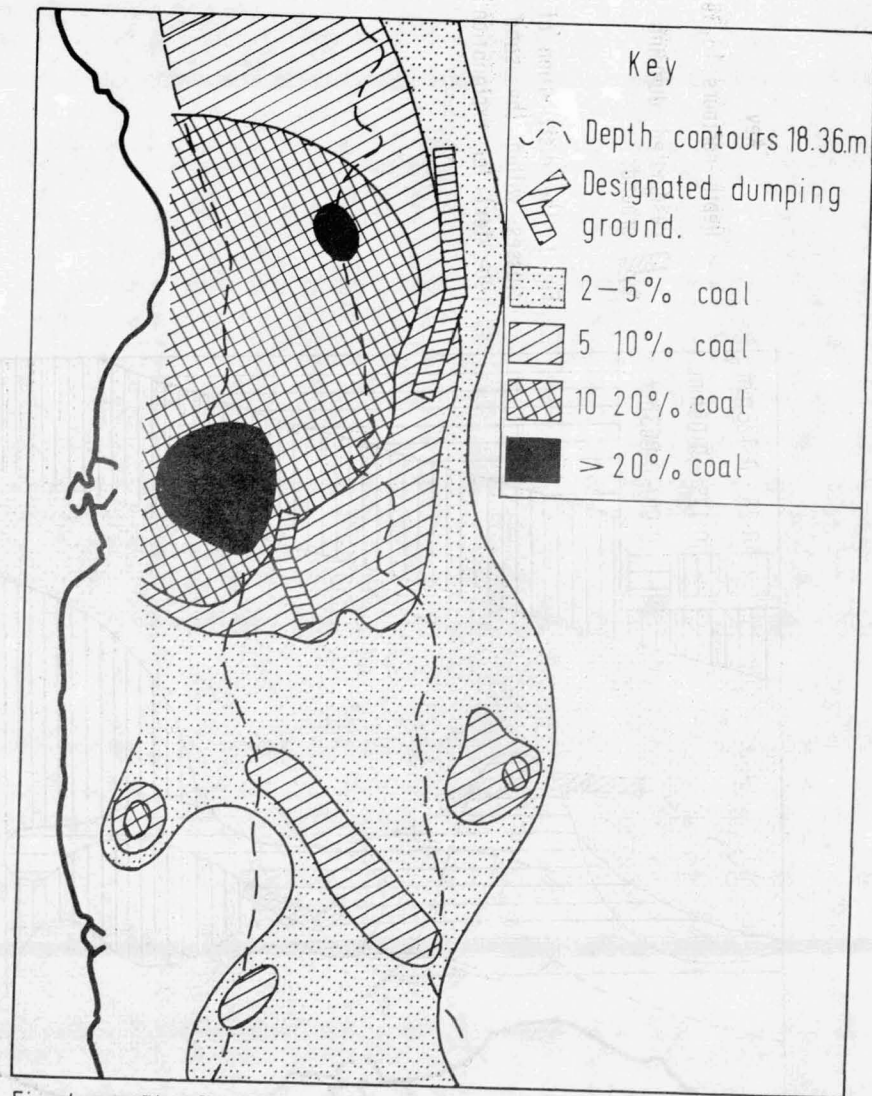 Key
Depth contours 18.36m
Designated dumping
ground.
2-5% coal
5 10% coal
10 20% coal
> 20% coal